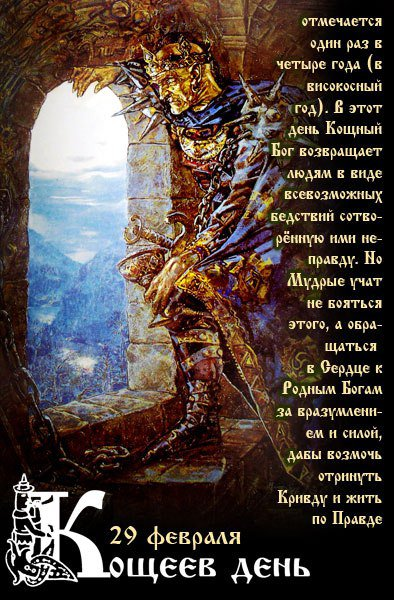 отмечается
один раз в
четыре года (в
високосный
год). В этот
день Кощный
Бог возвращает
людям в виде
всевозможных
бедствий сотво-
рённую ими не-
правду. Но
Мудрые учат
не бояться
этого, а обра-
щаться
в Сердце к
Родным Богам
за вразумлени-
ем и силой,
дабы возмочь
отринуть
Кривду и жить
по Правде
29 февраля
Кощеев день